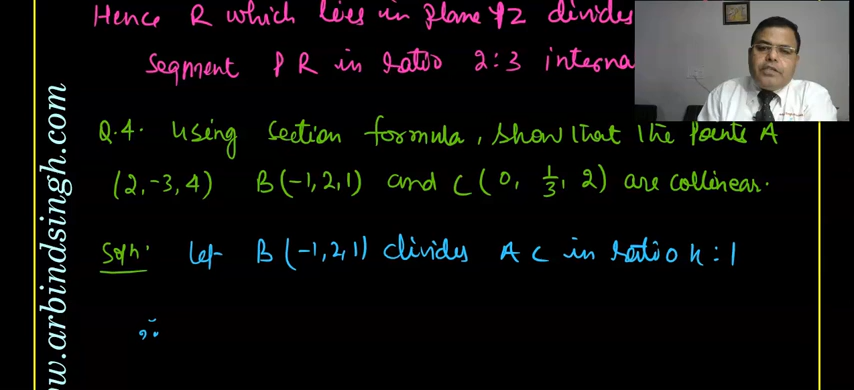 Hence R which lies in plane YZ divides
segment PR in ratio 2:3 interna
Q.4. Using section formula, show that the points A
(2,-3,4) B(-1,2,1) and C(0, 1/3, 2) are collinear.
Soln. Let B(-1,2,1) divides AC in ratio k:1
∴
www.arbindsingh.com